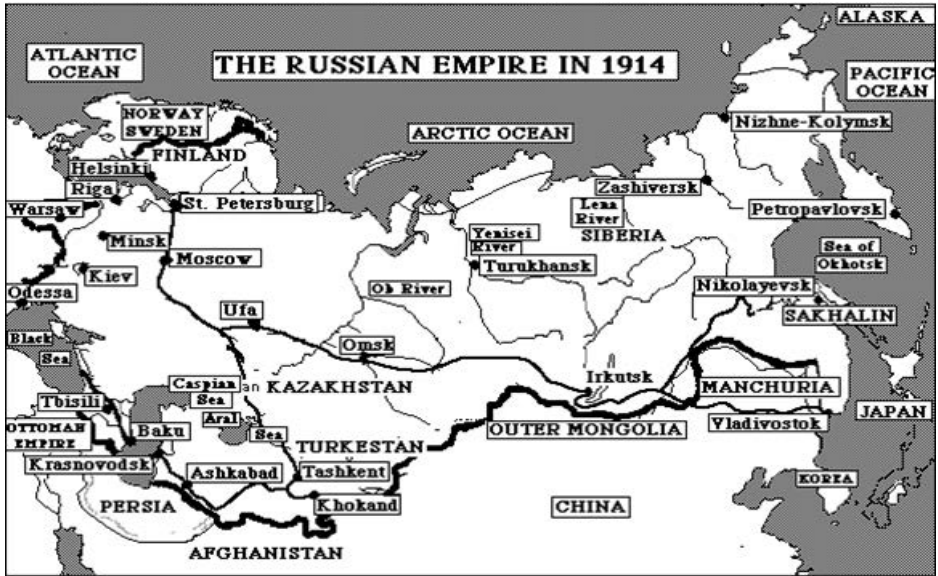 ALASKA
ATLANTIC
OCEAN
THE RUSSIAN EMPIRE IN 1914
PACIFIC
OCEAN
NORWAY
SWEDEN
FINLAND
ARCTIC OCEAN
Nizhne-Kolymsk
Helsinki
Riga
St. Petersburg
Zashiversk
Warsaw
Lena
River
Petropavlovsk
Minsk
Yenisei
River
SIBERIA
Moscow
Sea of
Okhotsk
Kiev
Turukhansk
Odessa
Ob River
Nikolayevsk
Ufa
SAKHALIN
Black
Sea
Omsk
Caspian
Sea
an
KAZAKHSTAN
Irkutsk
MANCHURIA
Tbisili
Aral
Sea
JAPAN
OTTOMAH
EMPIRE
Baku
TURKESTAN
OUTER MONGOLIA
Vladivostok
Krasnovodsk
Ashkabad
Tashkent
KOREA
PERSIA
Khokand
CHINA
AFGHANISTAN